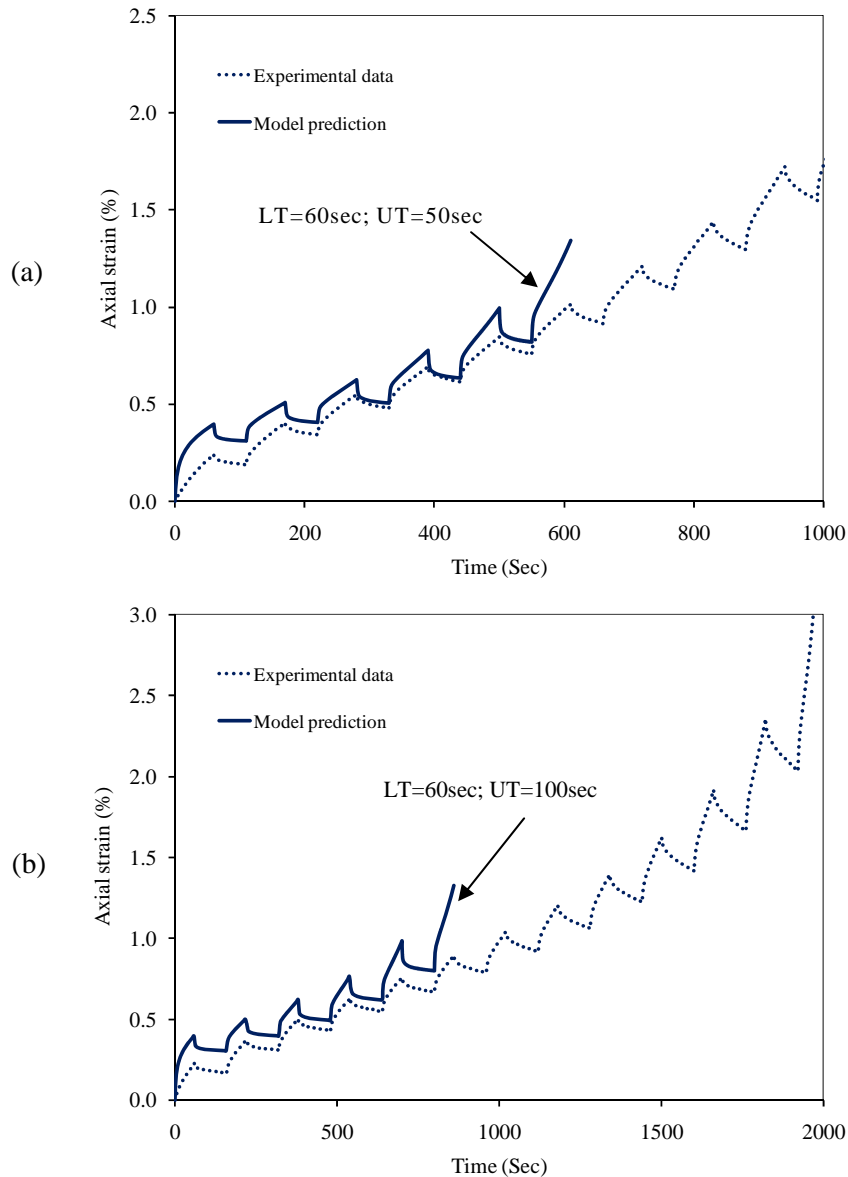 2.5
Experimental data
2.0
Model prediction
1.5
LT=60sec; UT=50sec
(a)
Axial strain (%)
1.0
0.5
0.0
0 200 400 600 800 1000
Time (Sec)
3.0
Experimental data
2.5
Model prediction
2.0
LT=60sec; UT=100sec
(b)
Axial strain (%)
1.5
1.0
0.5
0.0
0 500 1000 1500 2000
Time (Sec)